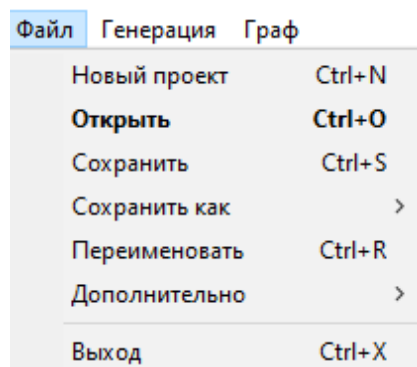 Файл Генерация Граф
Новый проект Ctrl+N
Открыть Ctrl+O
Сохранить Ctrl+S
Сохранить как >
Переименовать Ctrl+R
Дополнительно >
Выход Ctrl+X